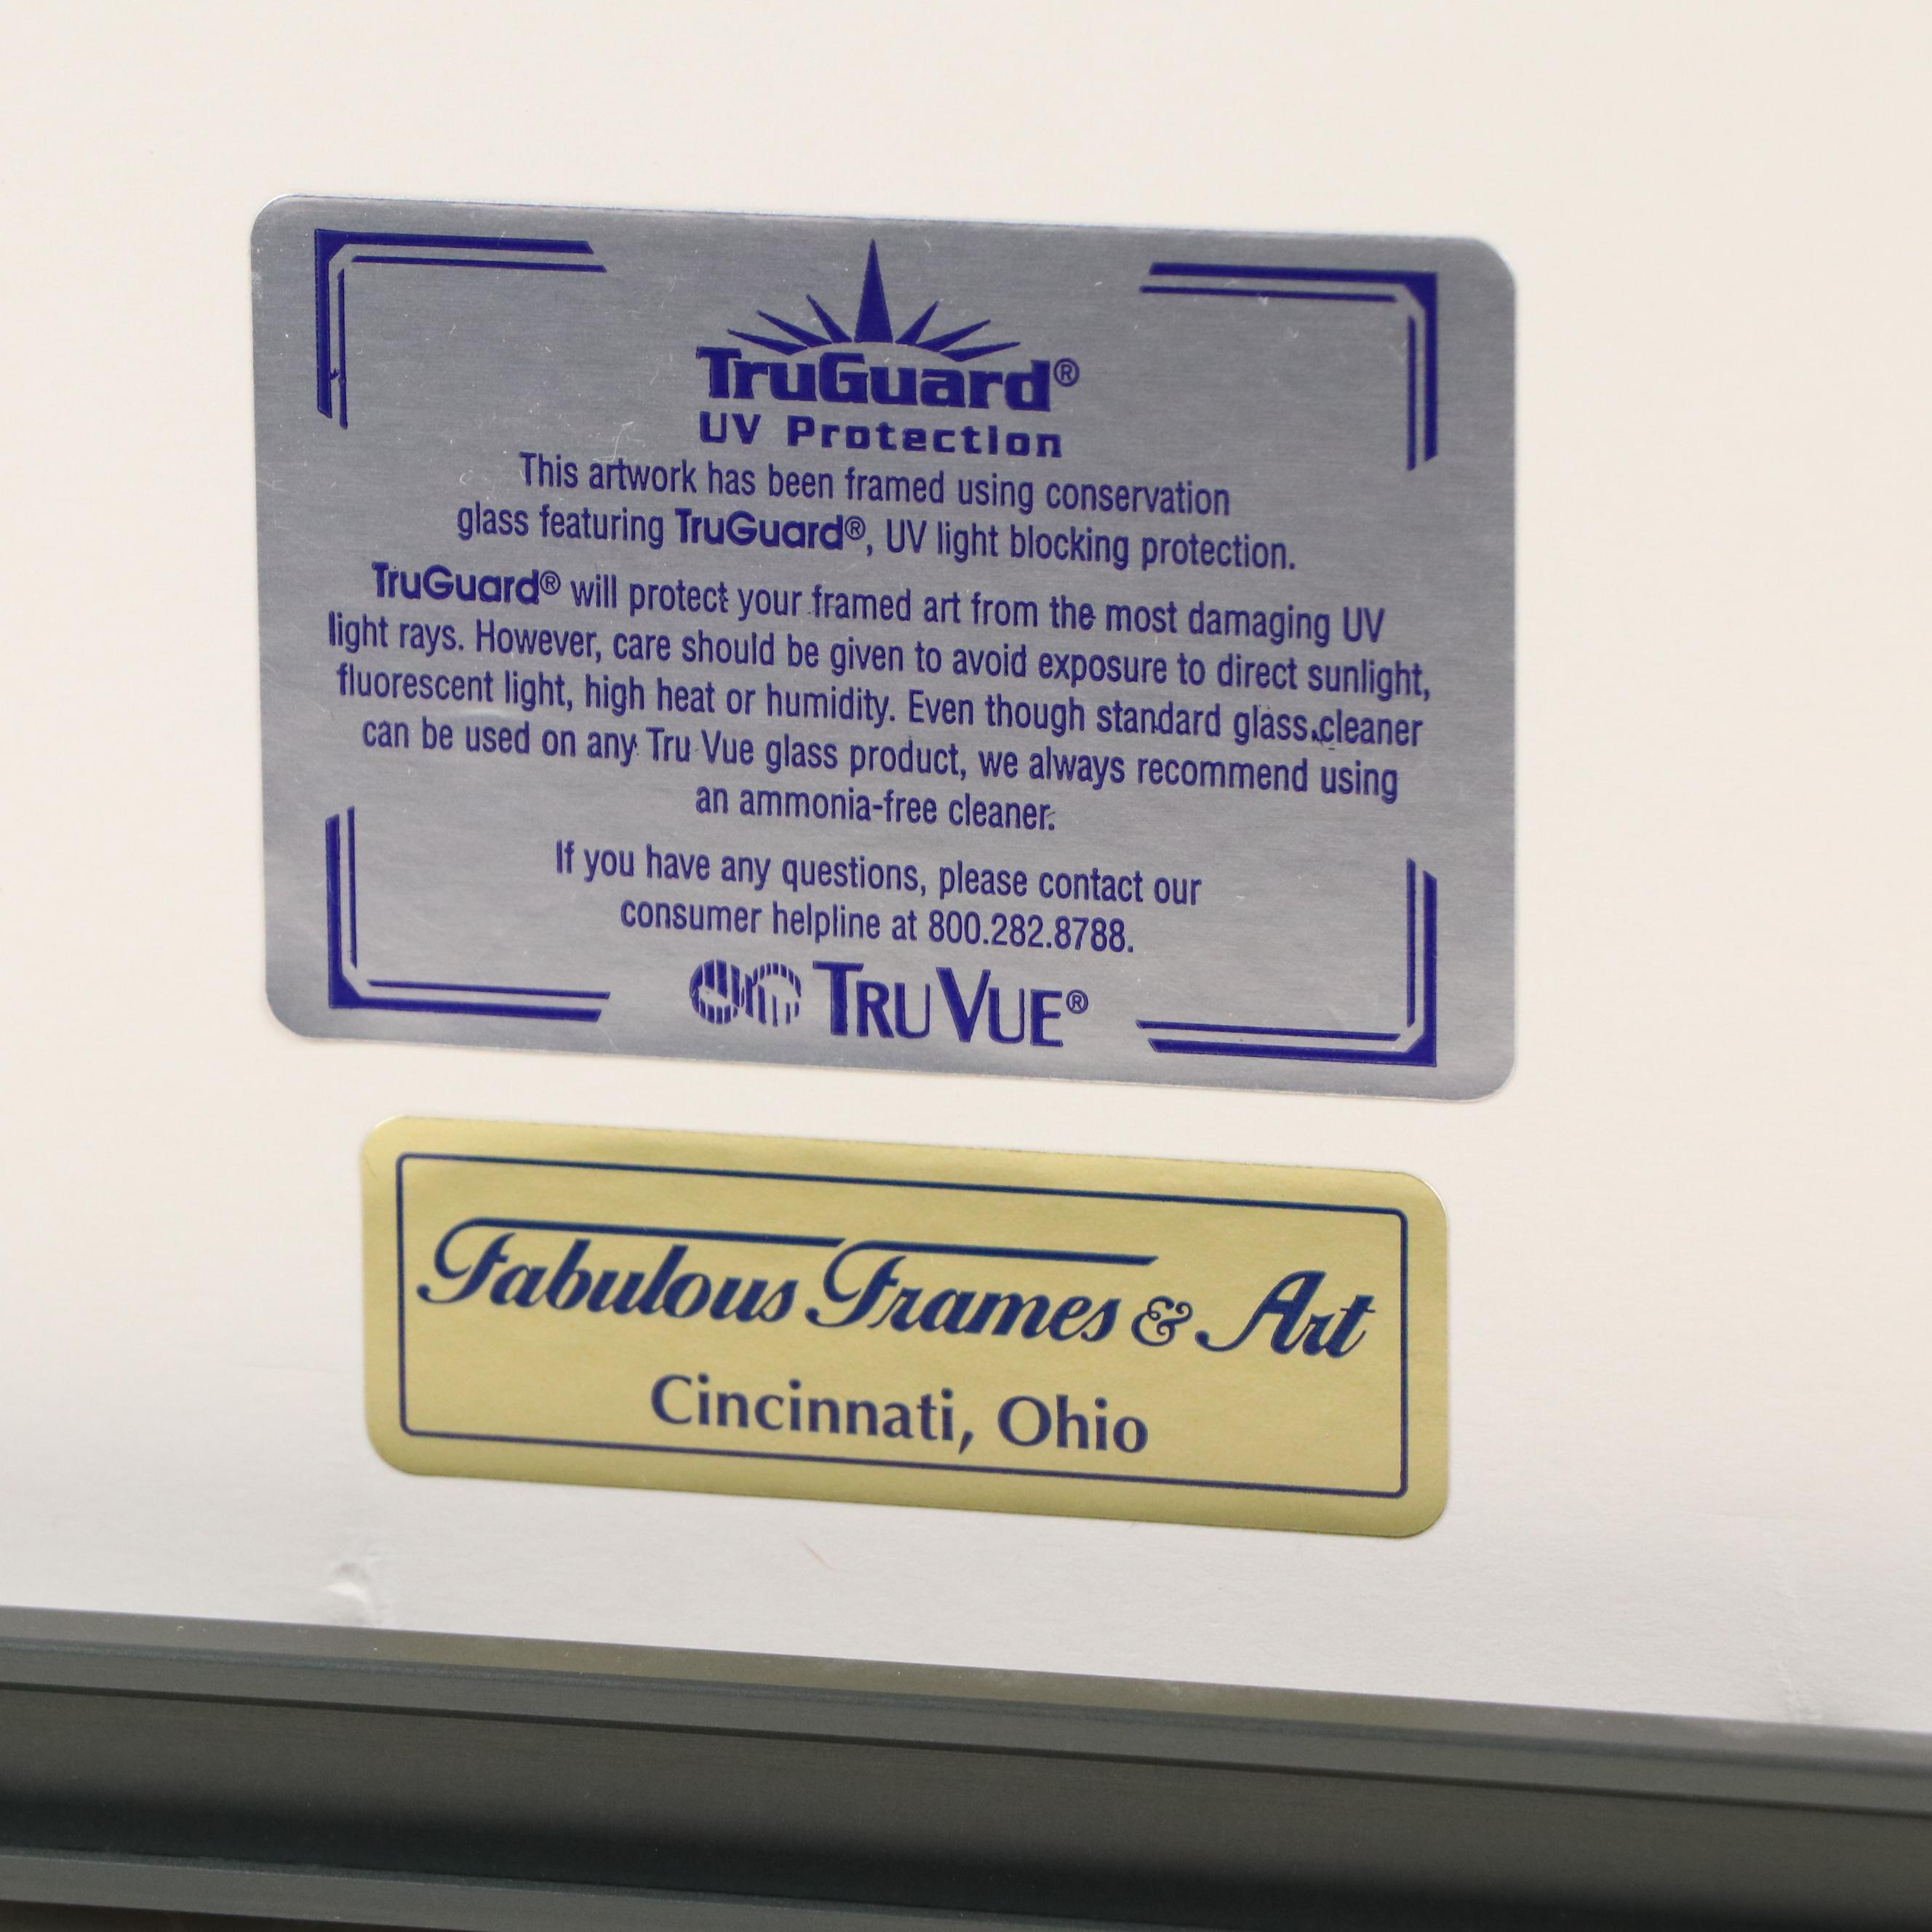 TruGuard®
UV Protection
This artwork has been framed using conservation
glass featuring TruGuard®, UV light blocking protection.
TruGuard® will protect your framed art from the most damaging UV
light rays. However, care should be given to avoid exposure to direct sunlight,
fluorescent light, high heat or humidity. Even though standard glass cleaner
can be used on any Tru Vue glass product, we always recommend using
an ammonia-free cleaner.
If you have any questions, please contact our
consumer helpline at 800.282.8788.
TRU VUE®
Fabulous Frames & Art
Cincinnati, Ohio